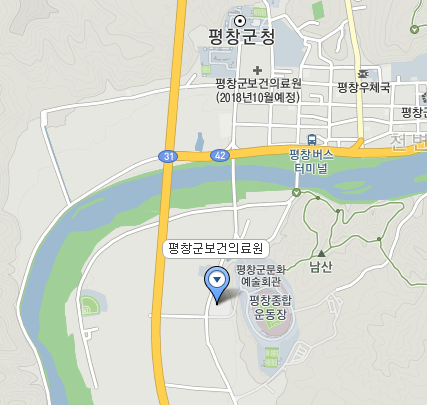 평창군청
평창군보건의료원
(2018년10월예정)
평창우체국
평창군
천변
31
42
평창버스
터미널
평창군보건의료원
평창군문화
예술회관
남산
평창종합
운동장